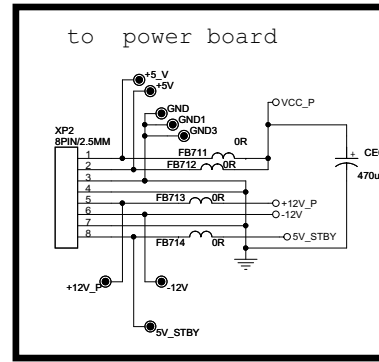 to power board
+5_V
+5V
GND
GND1
GND3
VCC_P
XP2
8PIN/2.5MM
0R
FB711
1
FB712
0R
2
3
4
FB713
0R
5
+12V_P
6
-12V
7
8
5V_STBY
FB714
0R
+
470u
+12V_P
-12V
5V_STBY